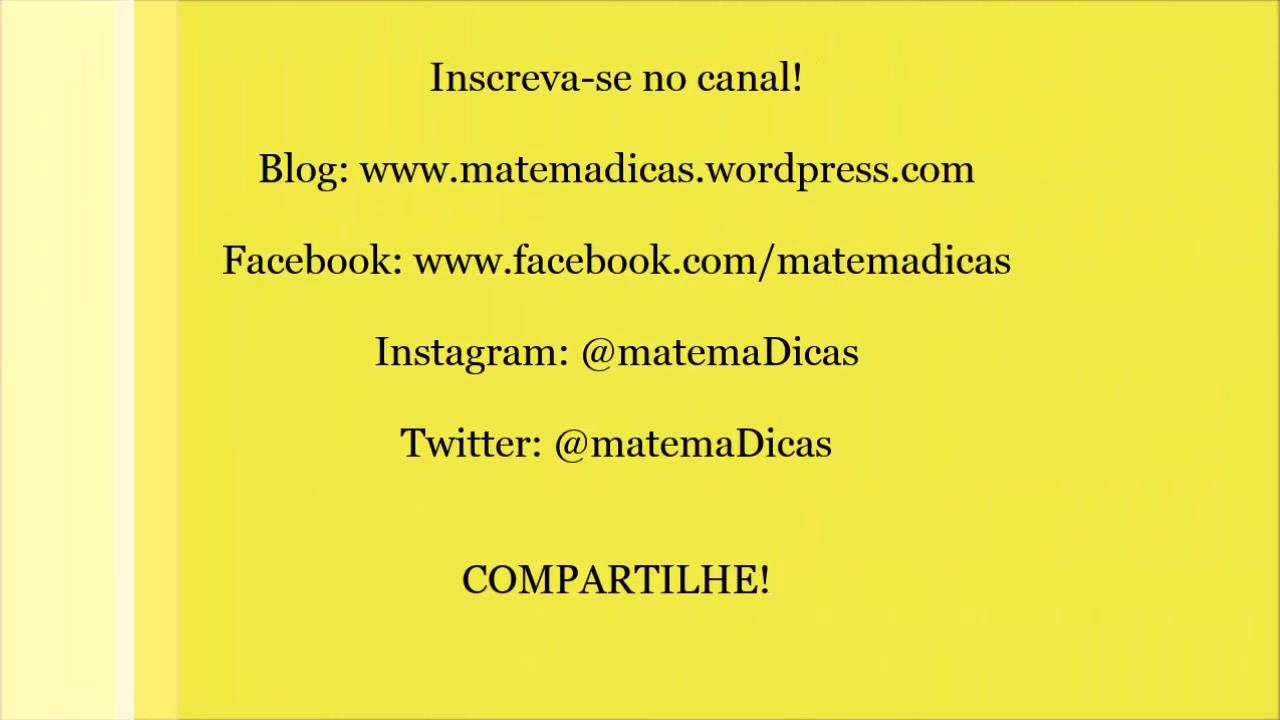 Inscreva-se no canal!
Blog: www.matemadicas.wordpress.com
Facebook: www.facebook.com/matemadicas
Instagram: @matemaDicas
Twitter: @matemaDicas
COMPARTILHE!